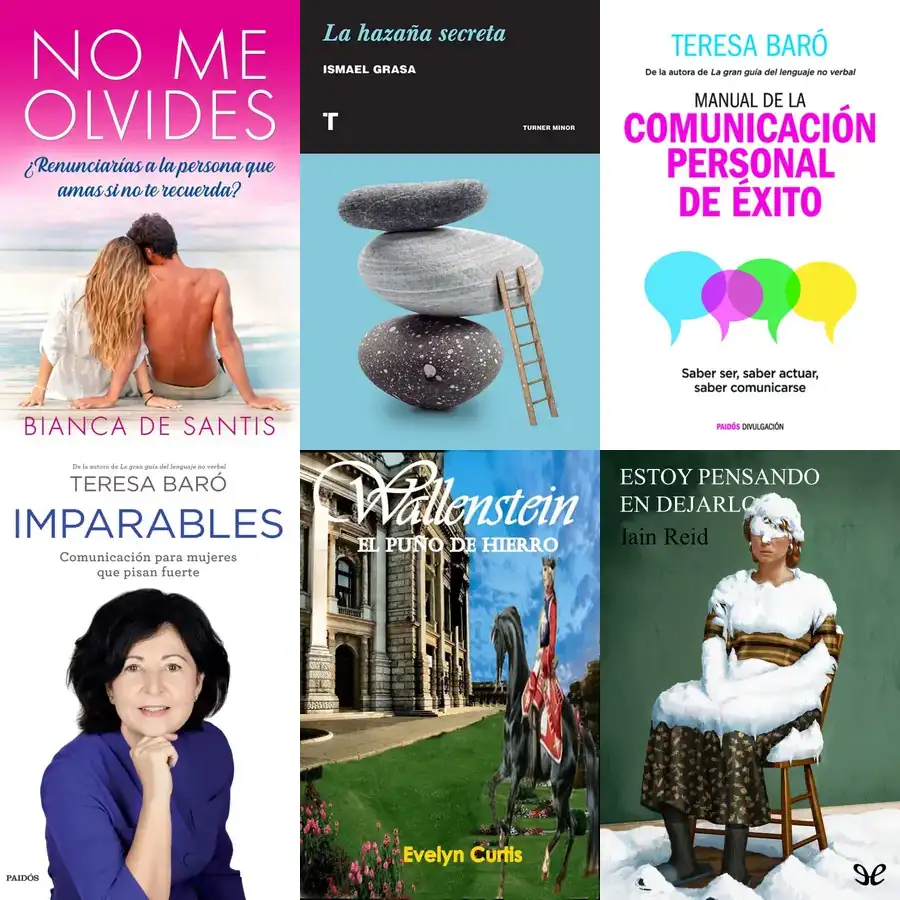 NO ME
OLVIDES
¿Renunciarías a la persona que
amas si no te recuerda?
BIANCA DE SANTIS
La hazaña secreta
ISMAEL GRASA
T
TURNER MINOR
TERESA BARÓ
De la autora de La gran guía del lenguaje no verbal
MANUAL DE LA
COMUNICACIÓN
PERSONAL
DE ÉXITO
Saber ser, saber actuar,
saber comunicarse
PAIDÓS DIVULGACIÓN
De la autora de La gran guía del lenguaje no verbal
TERESA BARÓ
IMPARABLES
Comunicación para mujeres
que pisan fuerte
PAIDÓS
Wallenstein
EL PUÑO DE HIERRO
Evelyn Curtis
ESTOY PENSANDO
EN DEJARLO
Iain Reid